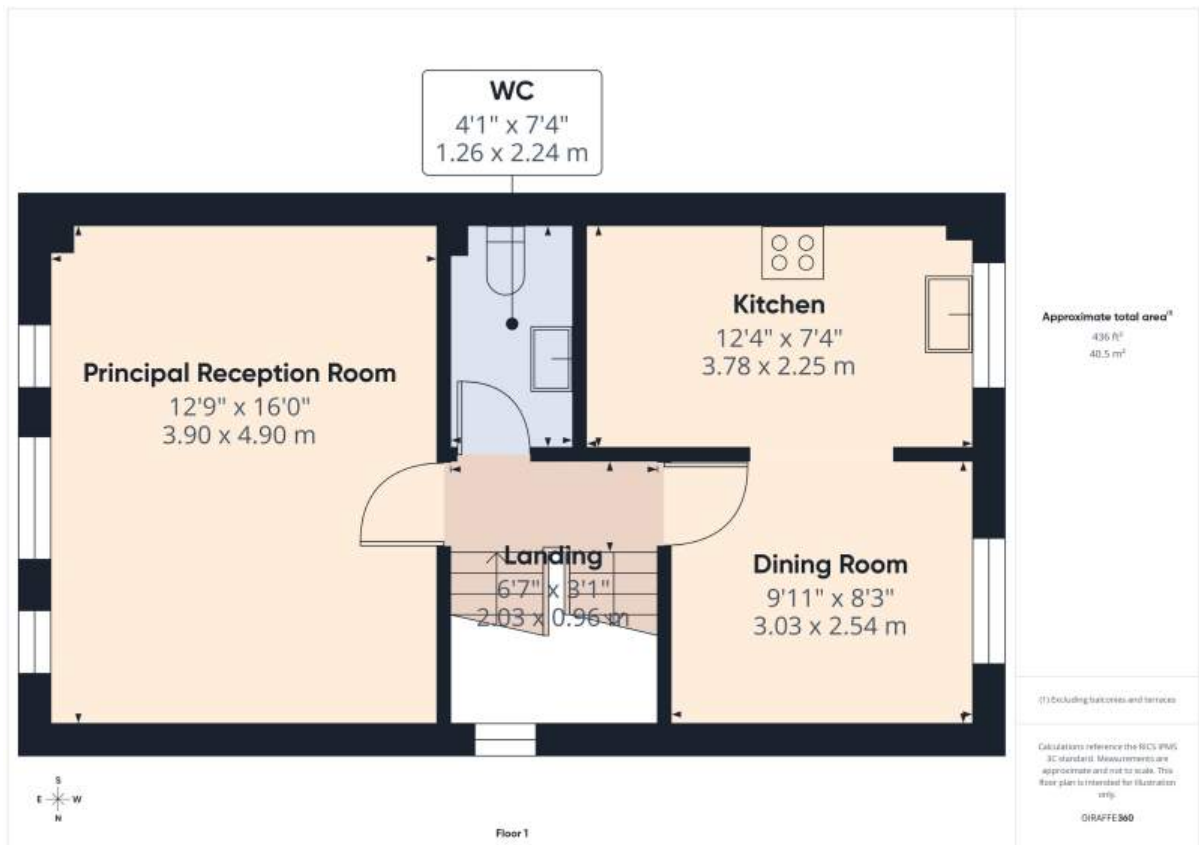 WC
4'1" x 7'4"
1.26 x 2.24 m
Principal Reception Room
12'9" x 16'0"
3.90 x 4.90 m
Kitchen
12'4" x 7'4"
3.78 x 2.25 m
Landing
6'7" x 3'1"
2.03 x 0.96 m
Dining Room
9'11" x 8'3"
3.03 x 2.54 m
Approximate total area⁽¹⁾
436 ft²
40.5 m²
(1) Excluding balconies and terraces
Calculations reference the RICS IPMS
3C standard. Measurements are
approximate and not to scale. This
floor plan is intended for illustration
only.
GIRAFFE360
S
E W
N
Floor 1